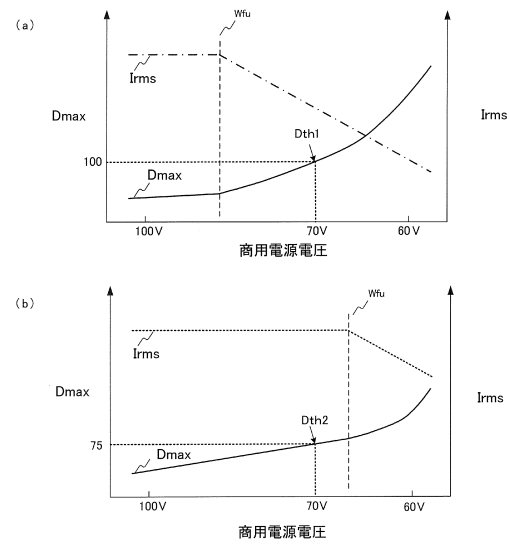 (a)
Wfu
Irms
Dmax
Irms
Dth1
100
Dmax
100V
70V
60V
商用電源電圧
(b)
Wfu
Irms
Dmax
Irms
Dth2
75
Dmax
100V
70V
60V
商用電源電圧